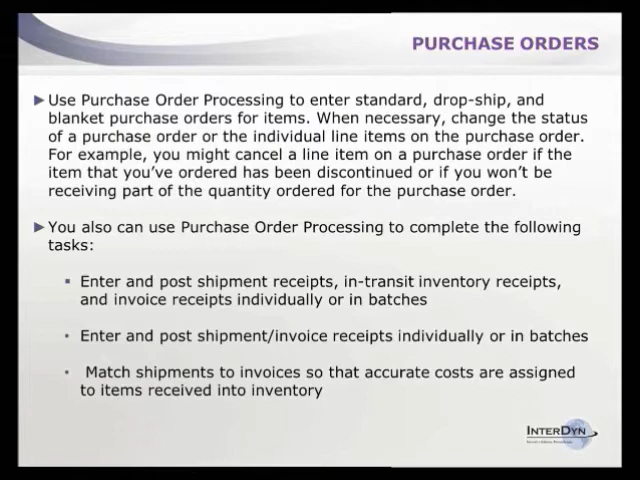 PURCHASE ORDERS
Use Purchase Order Processing to enter standard, drop-ship, and
blanket purchase orders for items. When necessary, change the status
of a purchase order or the individual line items on the purchase order.
For example, you might cancel a line item on a purchase order if the
item that you've ordered has been discontinued or if you won't be
receiving part of the quantity ordered for the purchase order.
You also can use Purchase Order Processing to complete the following
tasks:
Enter and post shipment receipts, in-transit inventory receipts,
and invoice receipts individually or in batches
Enter and post shipment/invoice receipts individually or in batches
Match shipments to invoices so that accurate costs are assigned
to items received into inventory
INTERDYN